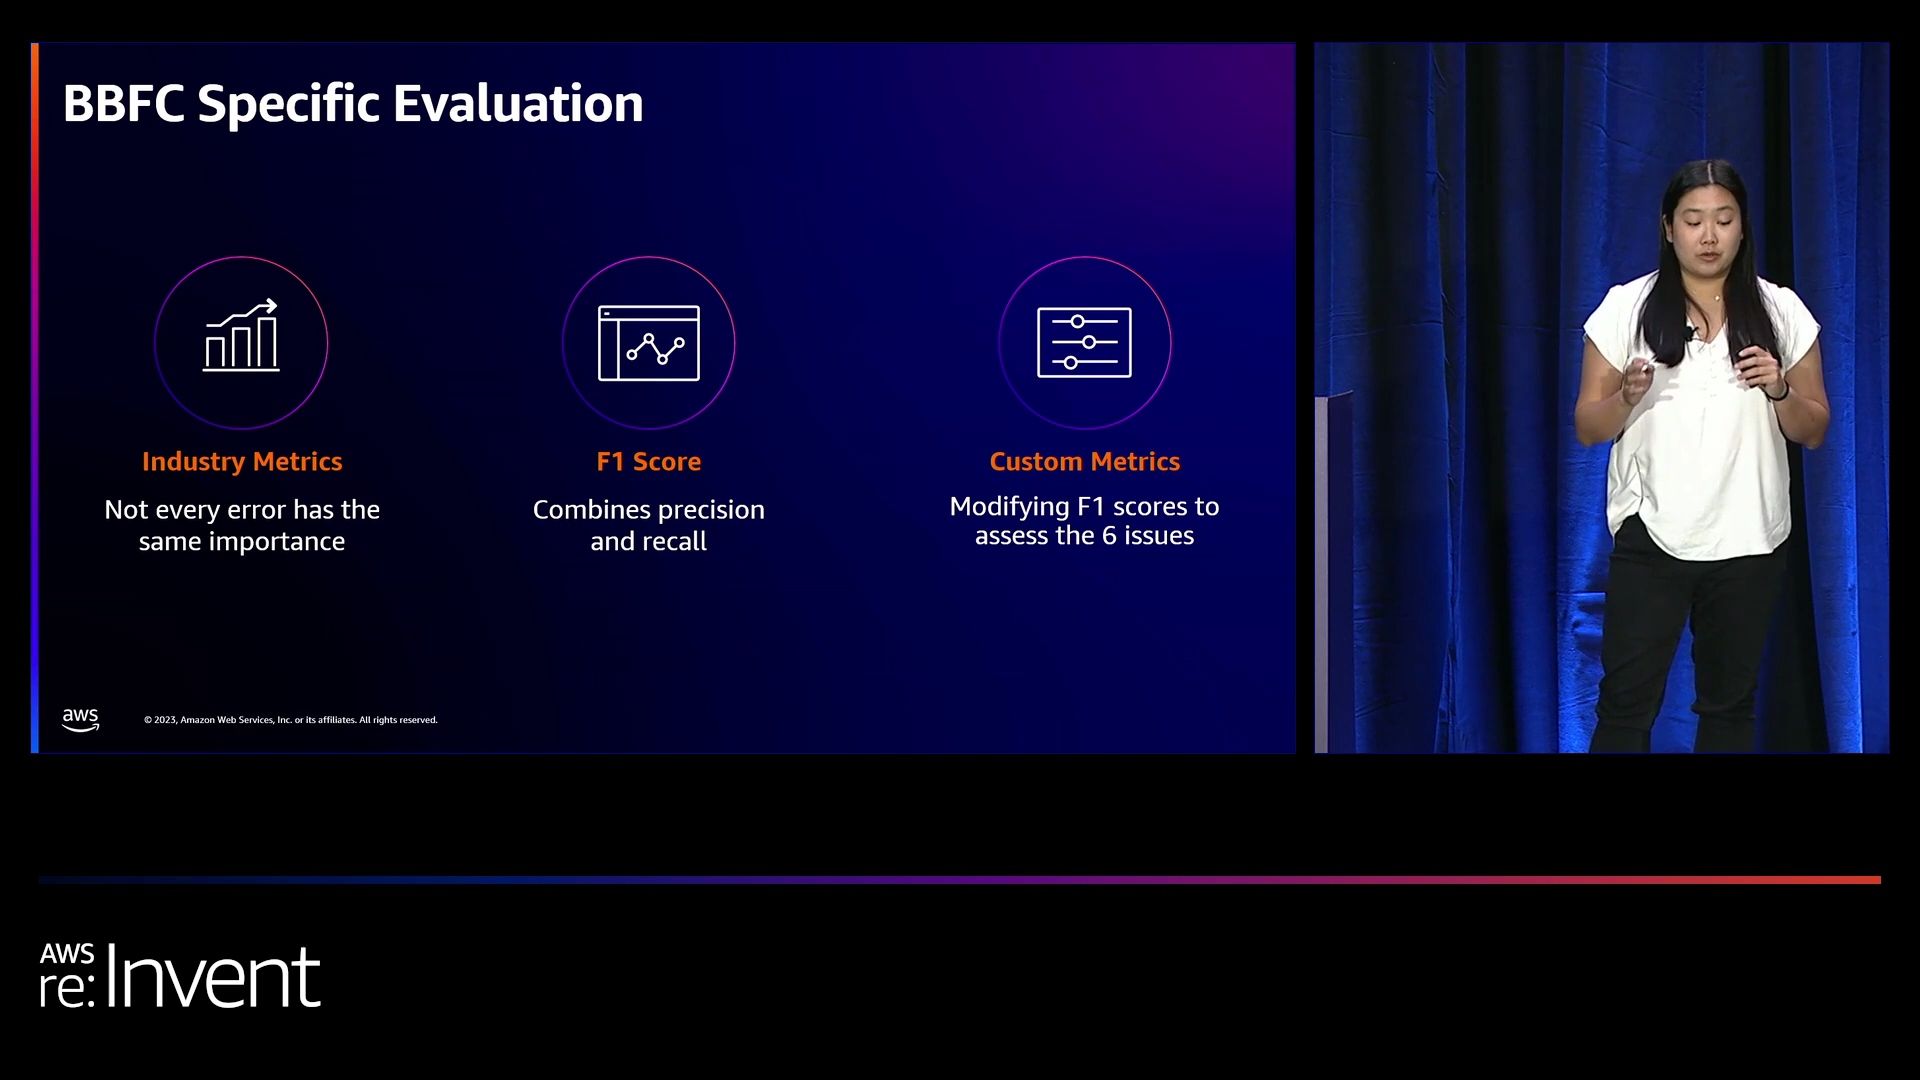 BBFC Specific Evaluation
Industry Metrics
Not every error has the
same importance
F1 Score
Combines precision
and recall
Custom Metrics
Modifying F1 scores to
assess the 6 issues
aws
© 2023, Amazon Web Services, Inc. or its affiliates. All rights reserved.
AWS
re:Invent